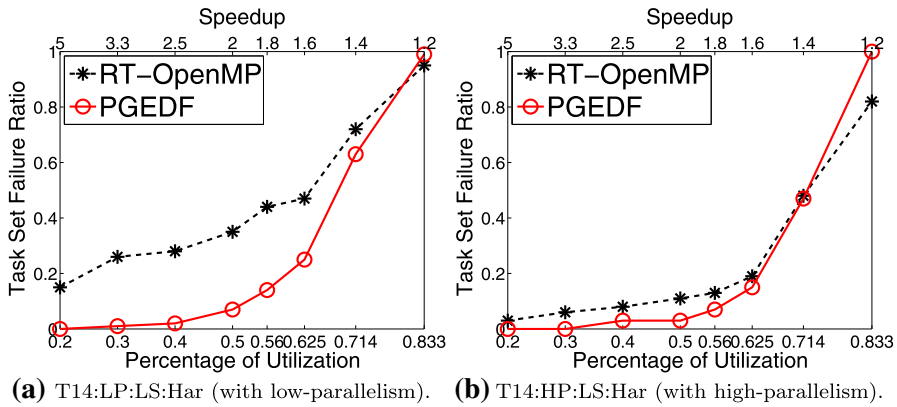 Speedup
5 3.3 2.5 2 1.8 1.6 1.4 1.2
1
0.8
0.6
0.4
0.2
0
Task Set Failure Ratio
RT-OpenMP
PGEDF
0.2 0.3 0.4 0.5 0.56 0.625 0.714 0.833
Percentage of Utilization
(a) T14:LP:LS:Har (with low-parallelism).
Speedup
5 3.3 2.5 2 1.8 1.6 1.4 1.2
1
0.8
0.6
0.4
0.2
0
Task Set Failure Ratio
RT-OpenMP
PGEDF
0.2 0.3 0.4 0.5 0.56 0.625 0.714 0.833
Percentage of Utilization
(b) T14:HP:LS:Har (with high-parallelism).